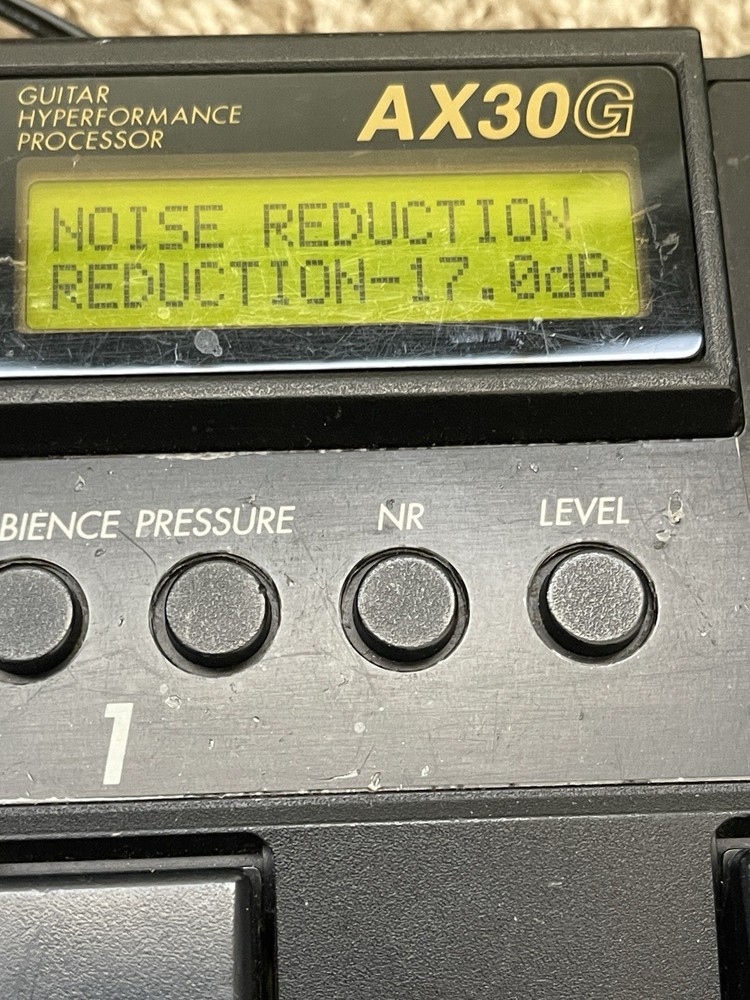 GUITAR
HYPERFORMANCE
PROCESSOR
AX30G
NOISE REDUCTION
REDUCTION-17.0dB
BIENCE PRESSURE NR LEVEL
1